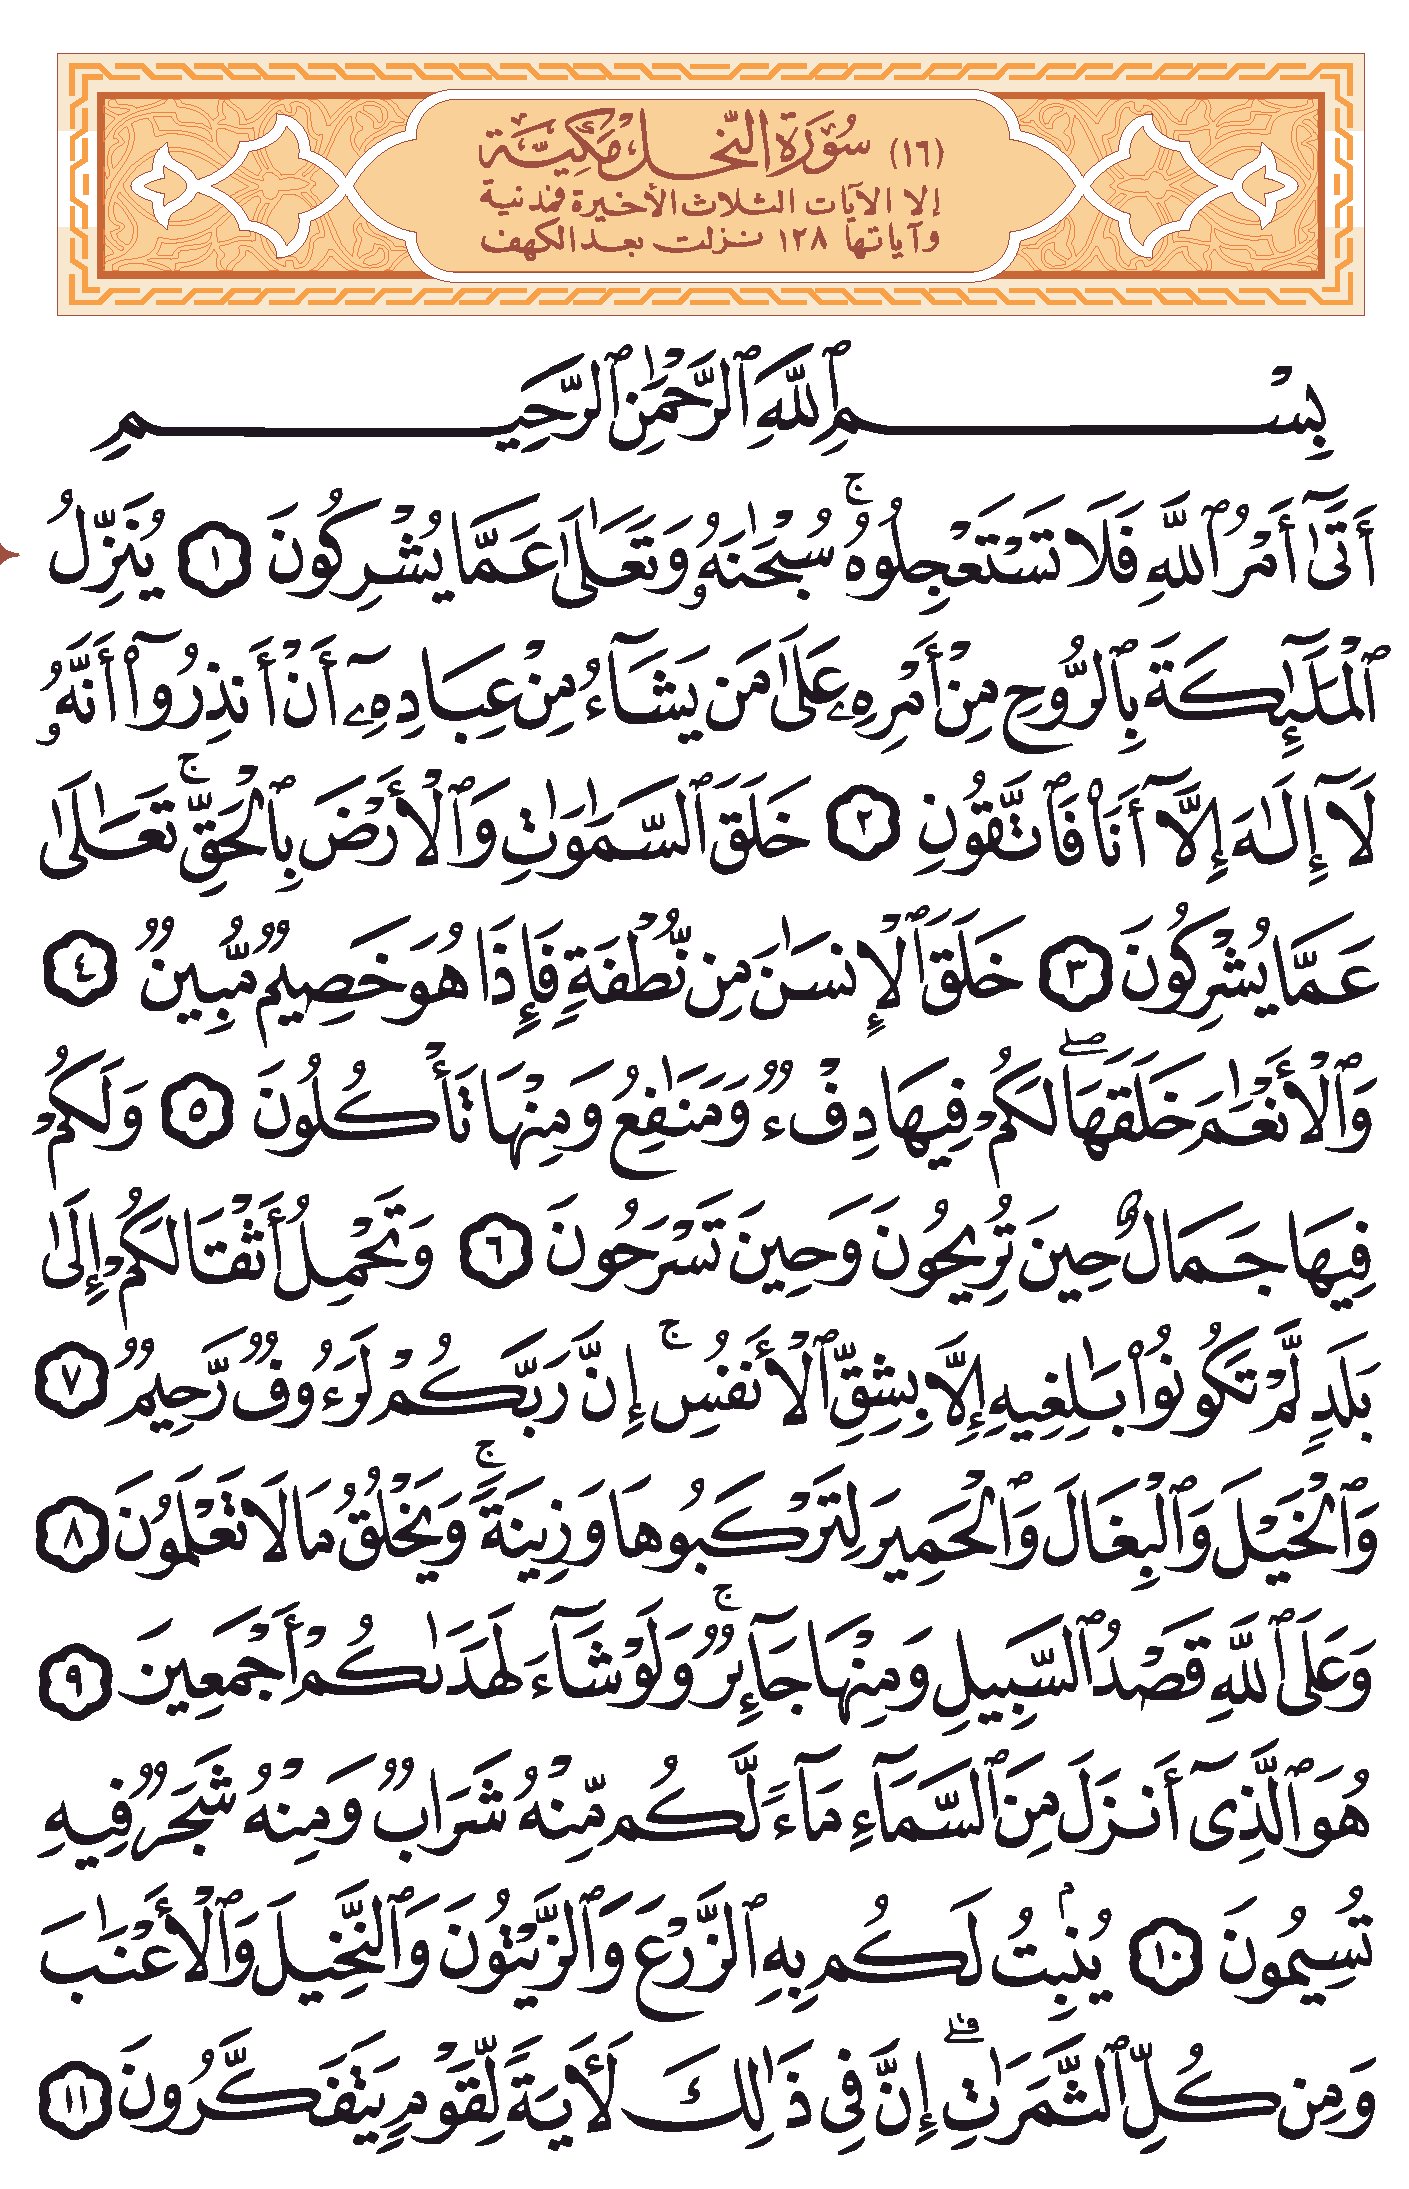 (١٦) سُورَةُ النَّحْلِ مَكِّيَّة
إلا الآيات الثلاث الأخيرة فمدنية
وآياتها ١٢٨ نزلت بعد الكهف
بِسْمِ ٱللَّهِ ٱلرَّحْمَٰنِ ٱلرَّحِيمِ
أَتَىٰٓ أَمْرُ ٱللَّهِ فَلَا تَسْتَعْجِلُوهُ ۚ سُبْحَٰنَهُۥ وَتَعَٰلَىٰ عَمَّا يُشْرِكُونَ ١ يُنَزِّلُ
ٱلْمَلَٰٓئِكَةَ بِٱلرُّوحِ مِنْ أَمْرِهِۦ عَلَىٰ مَن يَشَآءُ مِنْ عِبَادِهِۦٓ أَنْ أَنذِرُوٓا۟ أَنَّهُۥ
لَآ إِلَٰهَ إِلَّآ أَنَا۠ فَٱتَّقُونِ ٢ خَلَقَ ٱلسَّمَٰوَٰتِ وَٱلْأَرْضَ بِٱلْحَقِّ ۚ تَعَٰلَىٰ
عَمَّا يُشْرِكُونَ ٣ خَلَقَ ٱلْإِنسَٰنَ مِن نُّطْفَةٍ فَإِذَا هُوَ خَصِيمٌ مُّبِينٌ ٤
وَٱلْأَنْعَٰمَ خَلَقَهَا ۖ لَكُمْ فِيهَا دِفْءٌ وَمَنَٰفِعُ وَمِنْهَا تَأْكُلُونَ ٥ وَلَكُمْ
فِيهَا جَمَالٌ حِينَ تُرِيحُونَ وَحِينَ تَسْرَحُونَ ٦ وَتَحْمِلُ أَثْقَالَكُمْ إِلَىٰ
بَلَدٍ لَّمْ تَكُونُوا۟ بَٰلِغِيهِ إِلَّا بِشِقِّ ٱلْأَنفُسِ ۚ إِنَّ رَبَّكُمْ لَرَءُوفٌ رَّحِيمٌ ٧
وَٱلْخَيْلَ وَٱلْبِغَالَ وَٱلْحَمِيرَ لِتَرْكَبُوهَا وَزِينَةً ۚ وَيَخْلُقُ مَا لَا تَعْلَمُونَ ٨
وَعَلَى ٱللَّهِ قَصْدُ ٱلسَّبِيلِ وَمِنْهَا جَآئِرٌ ۚ وَلَوْ شَآءَ لَهَدَىٰكُمْ أَجْمَعِينَ ٩
هُوَ ٱلَّذِىٓ أَنزَلَ مِنَ ٱلسَّمَآءِ مَآءً لَّكُم مِّنْهُ شَرَابٌ وَمِنْهُ شَجَرٌ فِيهِ
تُسِيمُونَ ١٠ يُنۢبِتُ لَكُم بِهِ ٱلزَّرْعَ وَٱلزَّيْتُونَ وَٱلنَّخِيلَ وَٱلْأَعْنَٰبَ
وَمِن كُلِّ ٱلثَّمَرَٰتِ ۗ إِنَّ فِى ذَٰلِكَ لَءَايَةً لِّقَوْمٍ يَتَفَكَّرُونَ ١١